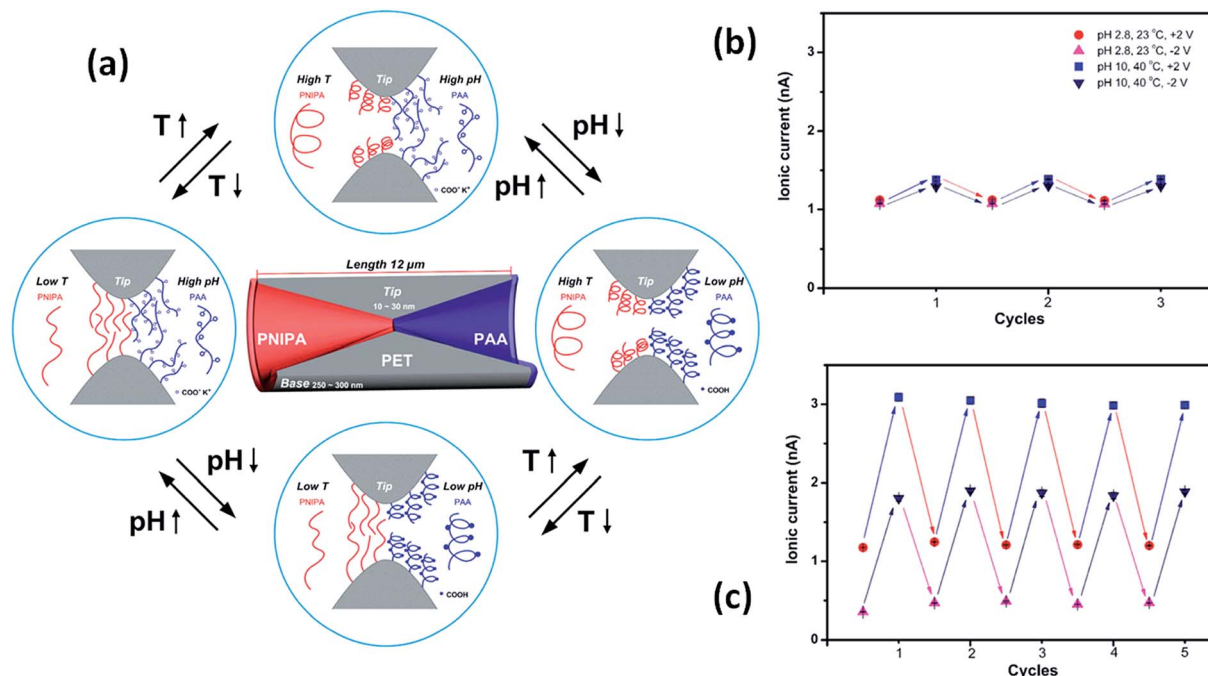 (a)
High T
PNIPA
Tip
High pH
PAA
COO⁻ K⁺
T ↑
T ↓
pH ↓
pH ↑
Low T
PNIPA
Tip
High pH
PAA
COO⁻ K⁺
Length 12 µm
Tip
10 ~ 30 nm
PNIPA
PAA
PET
Base 250 ~ 300 nm
High T
PNIPA
Tip
Low pH
PAA
COOH
pH ↓
pH ↑
Low T
PNIPA
Tip
Low pH
PAA
COOH
T ↑
T ↓
(b)
Ionic current (nA)
3
2
1
0
pH 2.8, 23 °C, +2 V
pH 2.8, 23 °C, -2 V
pH 10, 40 °C, +2 V
pH 10, 40 °C, -2 V
1 2 3
Cycles
(c)
Ionic current (nA)
3
2
1
0
1 2 3 4 5
Cycles